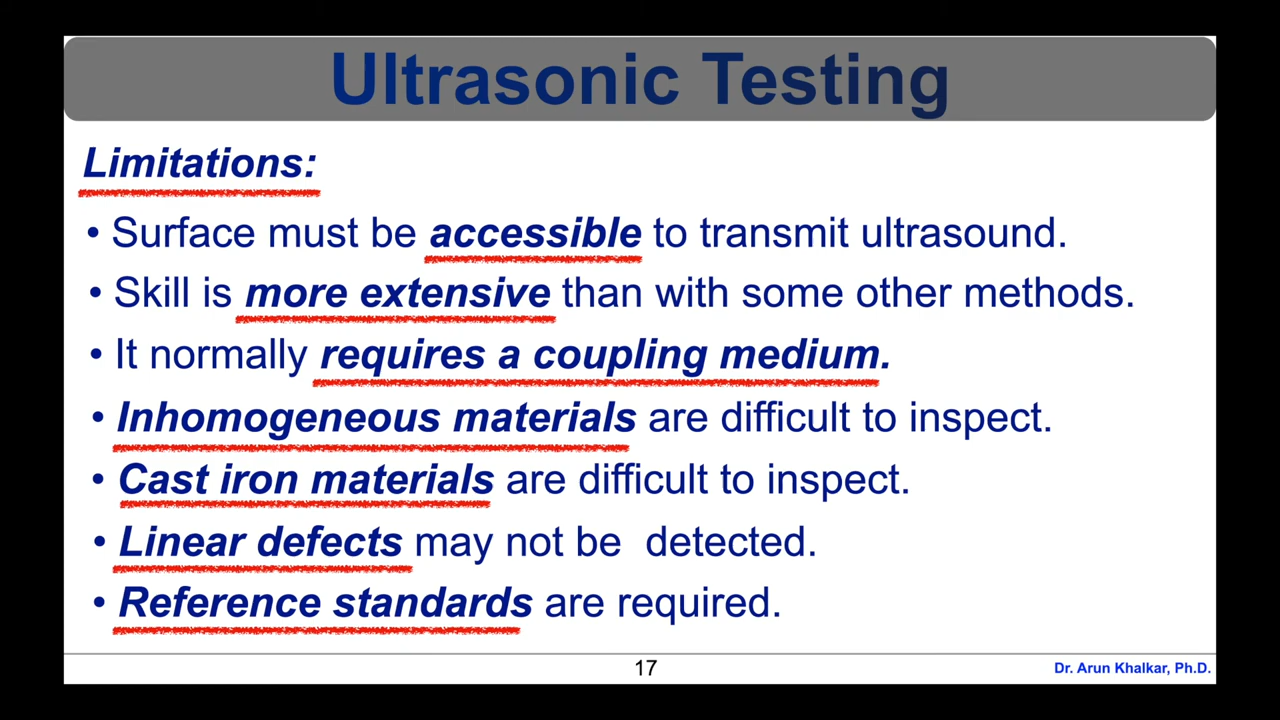 Ultrasonic Testing
Limitations:
• Surface must be accessible to transmit ultrasound.
• Skill is more extensive than with some other methods.
• It normally requires a coupling medium.
• Inhomogeneous materials are difficult to inspect.
• Cast iron materials are difficult to inspect.
• Linear defects may not be  detected.
• Reference standards are required.
17
Dr. Arun Khalkar, Ph.D.